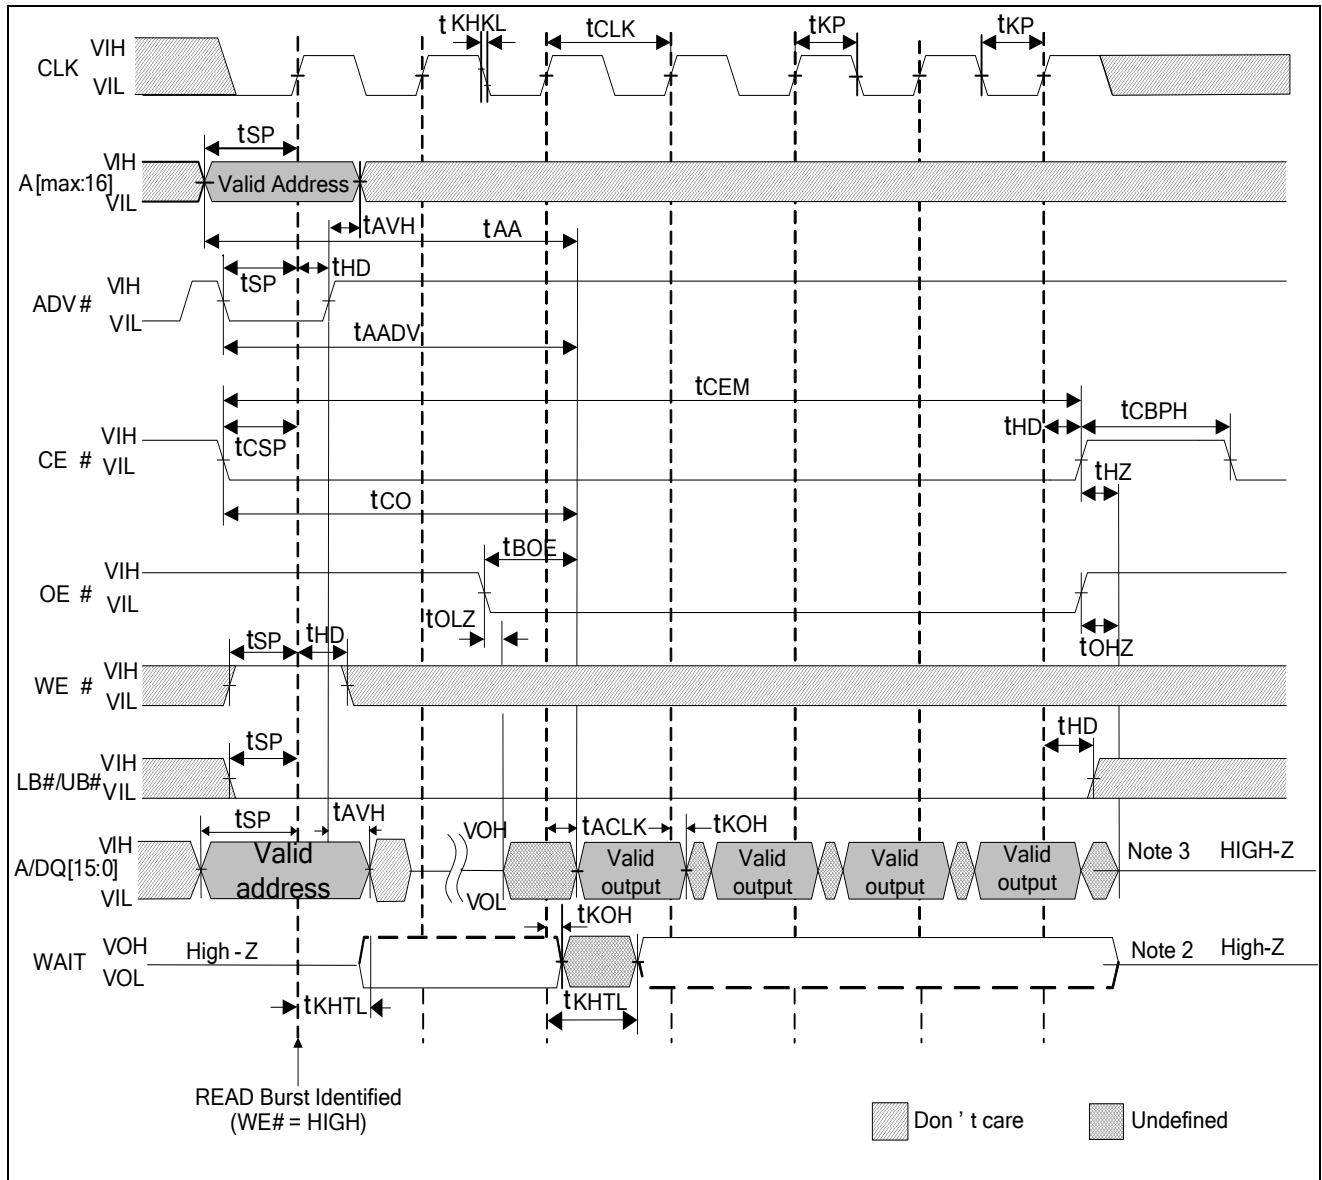 tKHKL tCLK tKP tKP
VIH
CLK
VIL
tSP
VIH
A[max:16] Valid Address
VIL
tAVH tAA
tSP tHD
VIH
ADV#
VIL
tAADV
tCEM
tCBPH
VIH tCSP tHD
CE # VIL
tHZ
tCO
tBOE
VIH
OE #
VIL
tOLZ
tSP tHD tOHZ
VIH
WE #
VIL
tSP tHD
VIH
LB#/UB#
VIL
tSP tAVH VOH tACLK tKOH
VIH
A/DQ[15:0] Valid address Valid output Valid output Valid output Valid output Note 3 HIGH-Z
VIL
VOL
tKOH
VOH
WAIT High - Z Note 2 High-Z
VOL
tKHTL tKHTL
READ Burst Identified
(WE# = HIGH)
Don ' t care Undefined